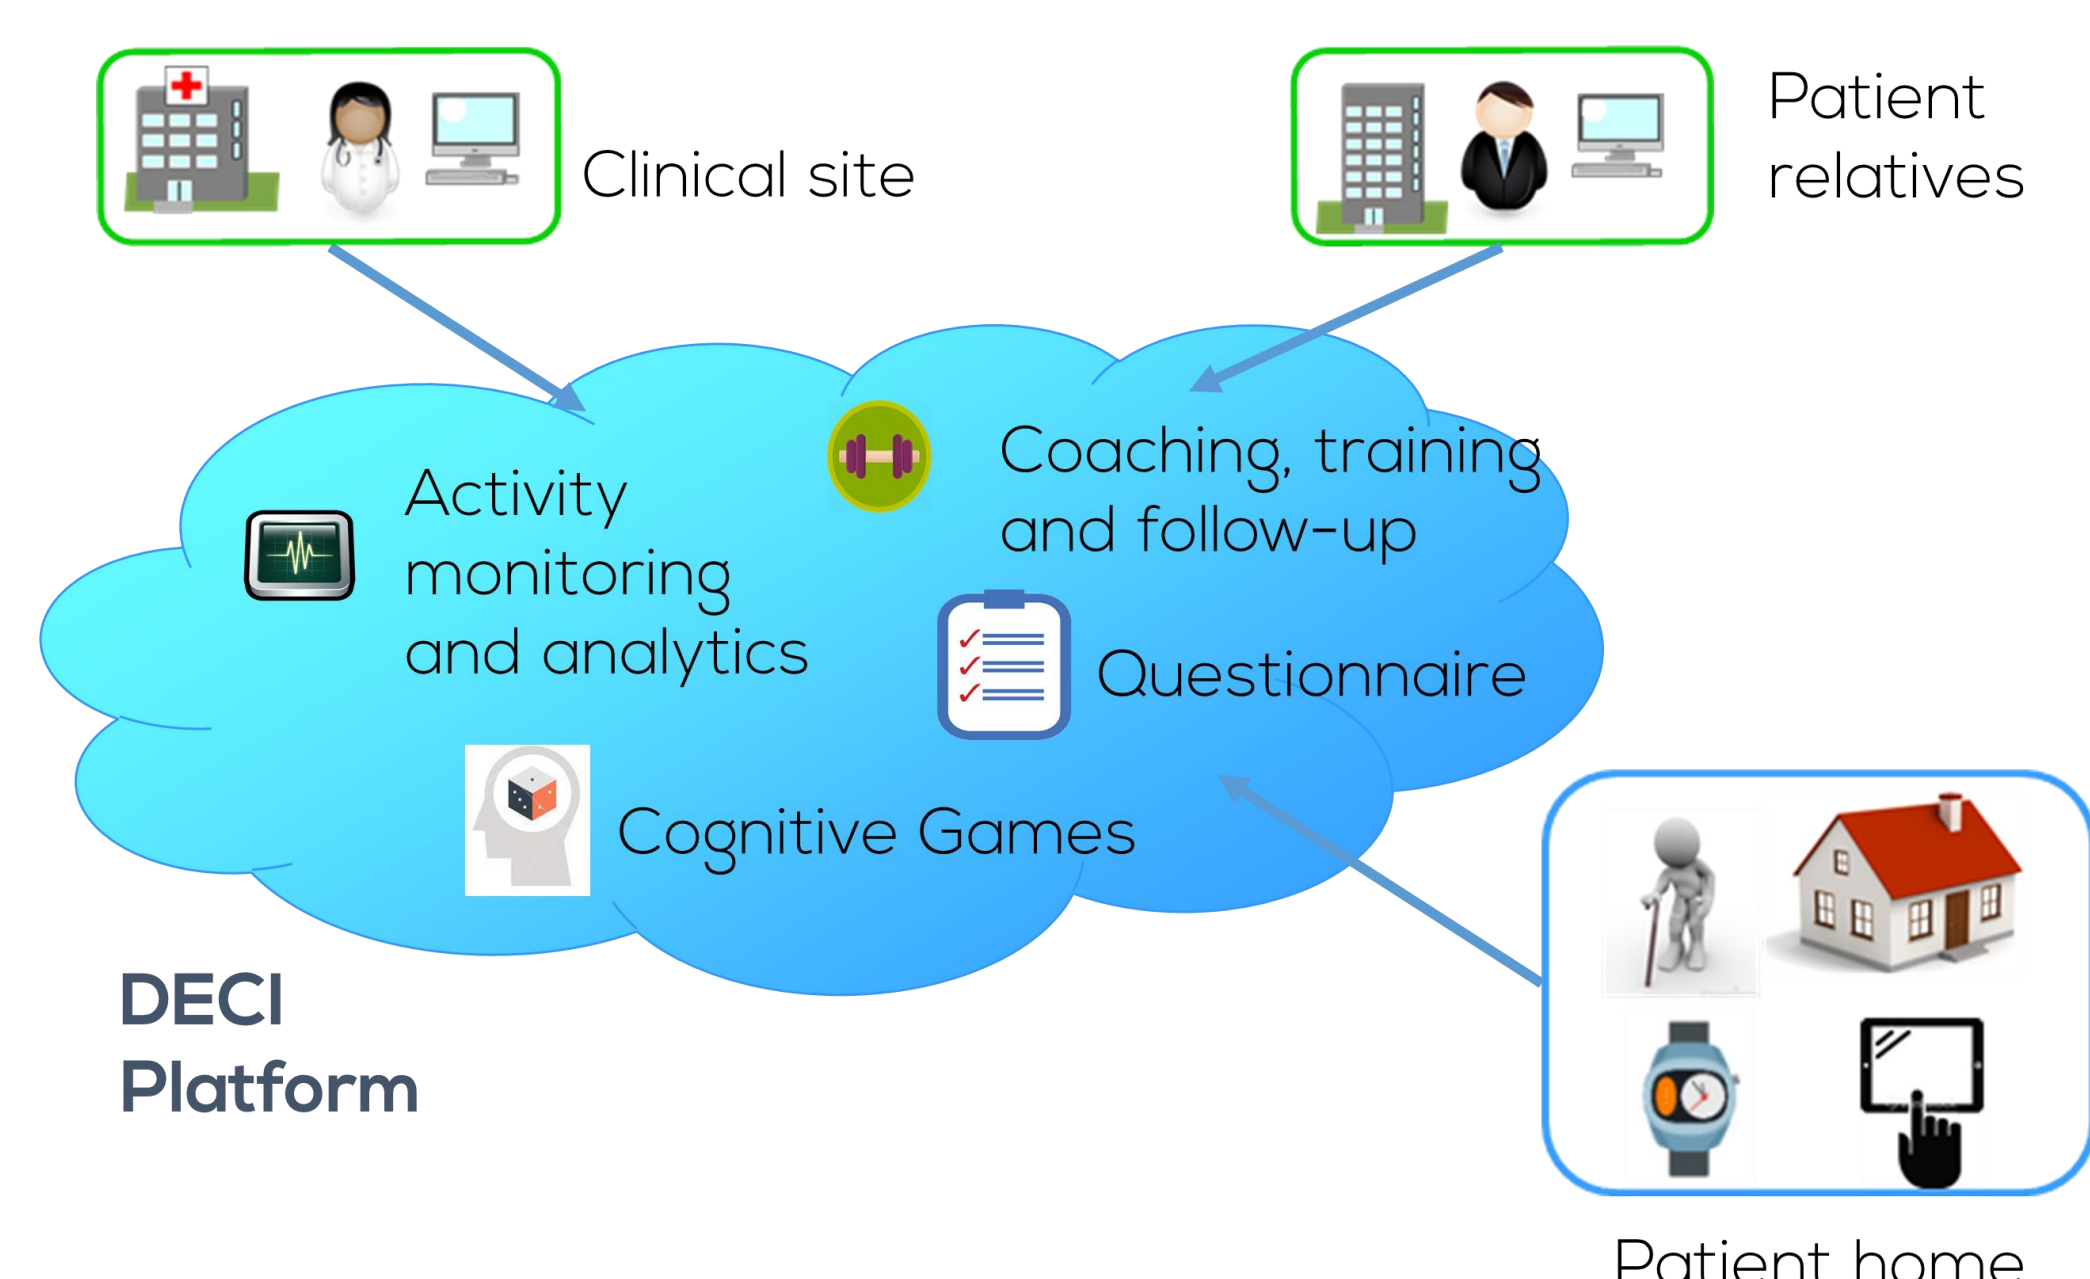 Clinical site
Patient
relatives
Activity
monitoring
and analytics
Coaching, training
and follow-up
Questionnaire
Cognitive Games
DECI
Platform
Patient home